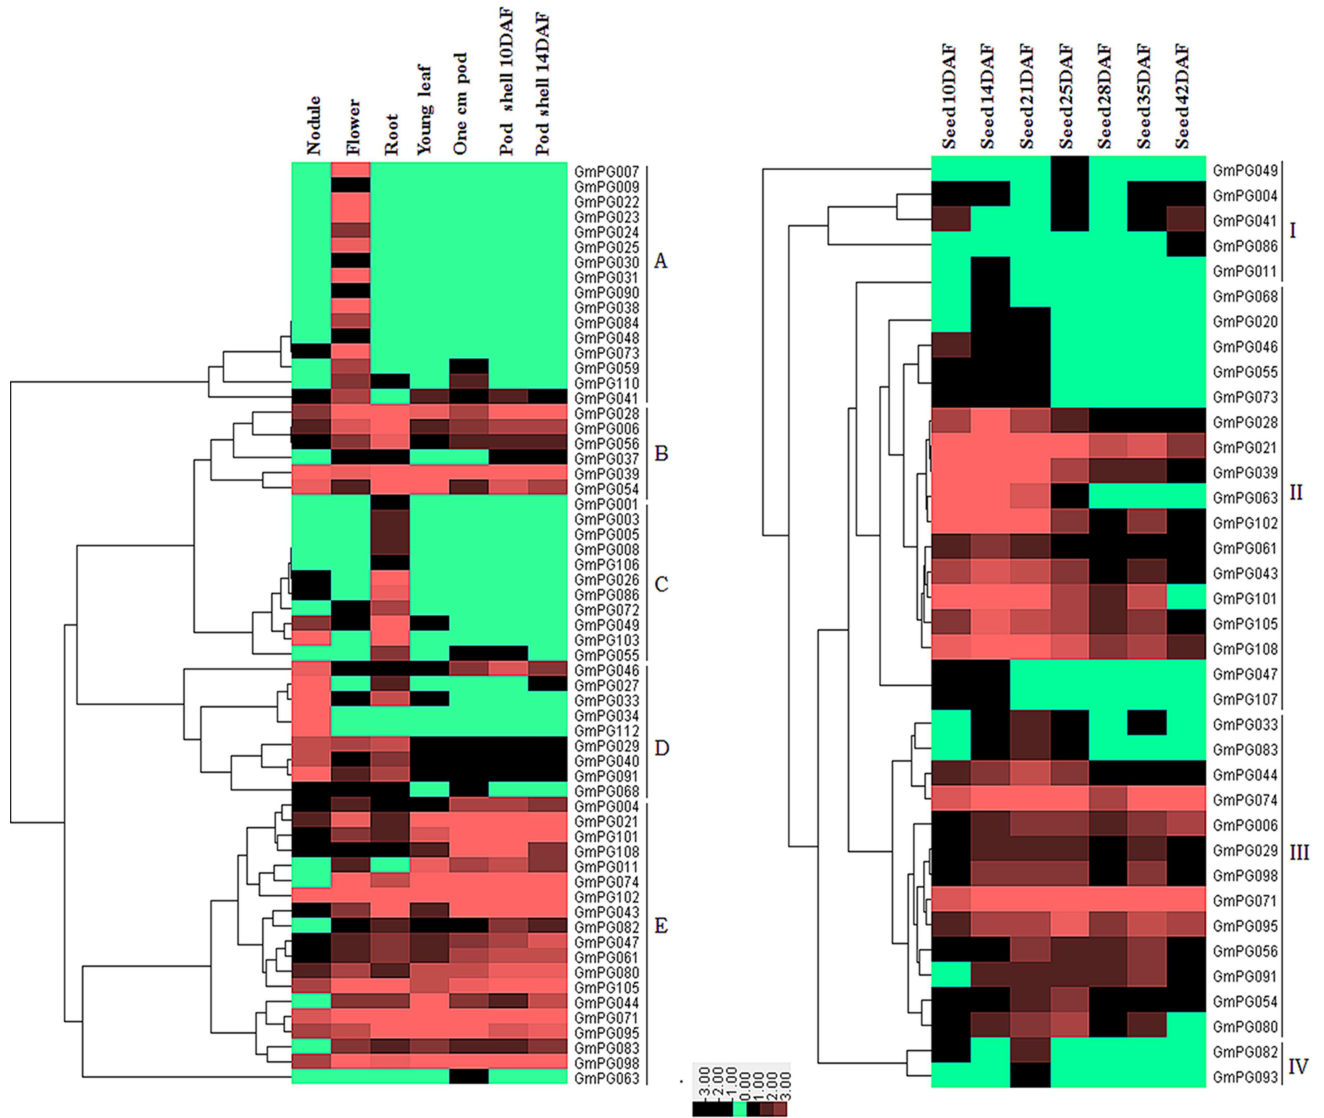 Nodule
Flower
Root
Young leaf
One cm pod
Pod shell 10DAF
Pod shell 14DAF
GmPG007
GmPG009
GmPG022
GmPG023
GmPG024
GmPG025
GmPG030
GmPG031
GmPG090
GmPG038
GmPG084
GmPG048
GmPG073
GmPG059
GmPG110
GmPG041
GmPG028
GmPG006
GmPG056
GmPG037
GmPG039
GmPG054
GmPG001
GmPG003
GmPG005
GmPG008
GmPG106
GmPG026
GmPG086
GmPG072
GmPG049
GmPG103
GmPG055
GmPG046
GmPG027
GmPG033
GmPG034
GmPG112
GmPG029
GmPG040
GmPG091
GmPG068
GmPG004
GmPG021
GmPG101
GmPG108
GmPG011
GmPG074
GmPG102
GmPG043
GmPG082
GmPG047
GmPG061
GmPG080
GmPG105
GmPG044
GmPG071
GmPG095
GmPG083
GmPG098
GmPG063
A
B
C
D
E
Seed10DAF
Seed14DAF
Seed21DAF
Seed25DAF
Seed28DAF
Seed35DAF
Seed42DAF
GmPG049
GmPG004
GmPG041
GmPG086
GmPG011
GmPG068
GmPG020
GmPG046
GmPG055
GmPG073
GmPG028
GmPG021
GmPG039
GmPG063
GmPG102
GmPG061
GmPG043
GmPG101
GmPG105
GmPG108
GmPG047
GmPG107
GmPG033
GmPG083
GmPG044
GmPG074
GmPG006
GmPG029
GmPG098
GmPG071
GmPG095
GmPG056
GmPG091
GmPG054
GmPG080
GmPG082
GmPG093
I
II
III
IV
-3.00
-2.00
-1.00
0.00
1.00
2.00
3.00